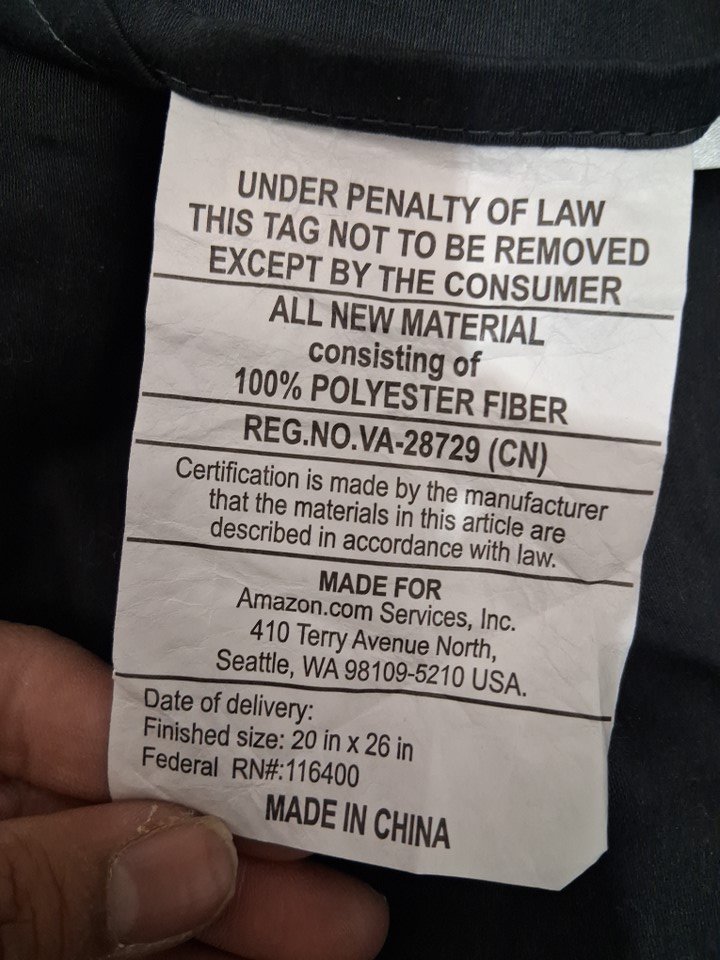 UNDER PENALTY OF LAW
THIS TAG NOT TO BE REMOVED
EXCEPT BY THE CONSUMER
ALL NEW MATERIAL
consisting of
100% POLYESTER FIBER
REG.NO.VA-28729 (CN)
Certification is made by the manufacturer
that the materials in this article are
described in accordance with law.
MADE FOR
Amazon.com Services, Inc.
410 Terry Avenue North,
Seattle, WA 98109-5210 USA.
Date of delivery:
Finished size: 20 in x 26 in
Federal RN#:116400
MADE IN CHINA